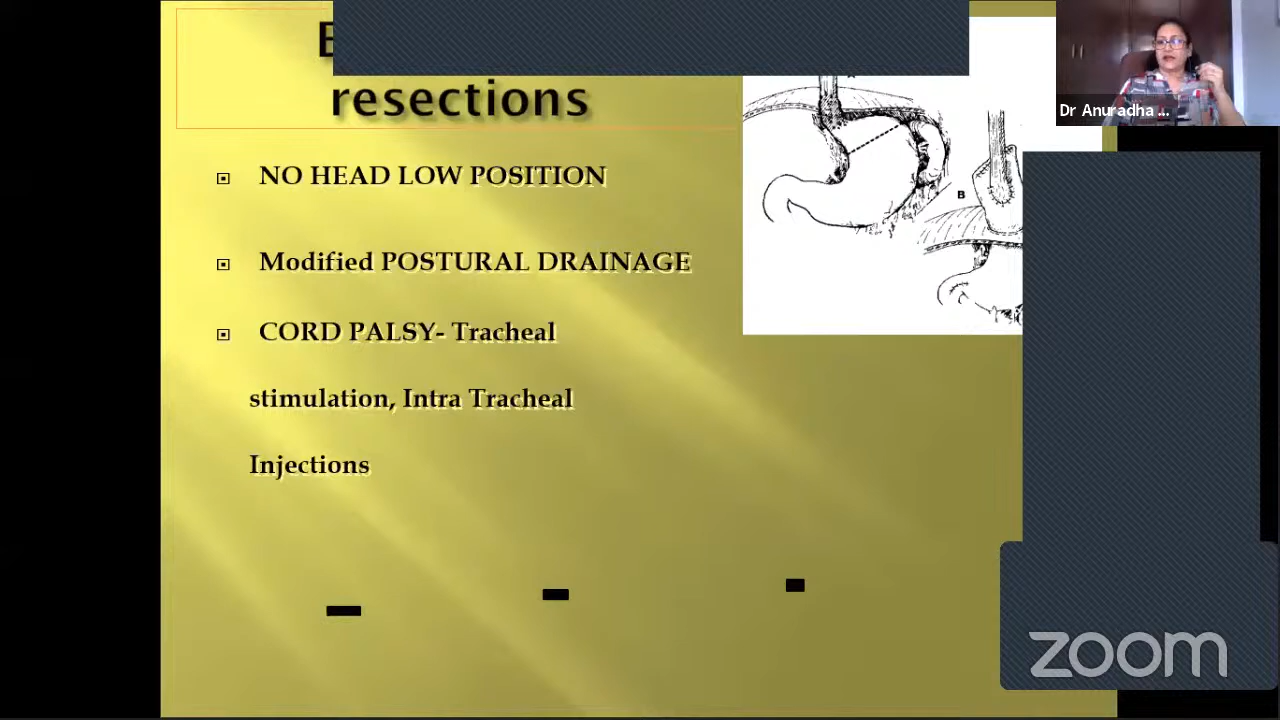 resections
NO HEAD LOW POSITION
Modified POSTURAL DRAINAGE
CORD PALSY- Tracheal
stimulation, Intra Tracheal
Injections
B
Dr Anuradha ...
zoom